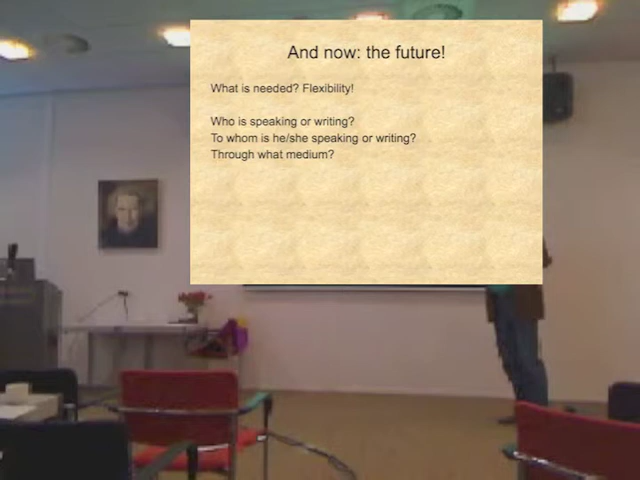 And now: the future!
What is needed? Flexibility!
Who is speaking or writing?
To whom is he/she speaking or writing?
Through what medium?